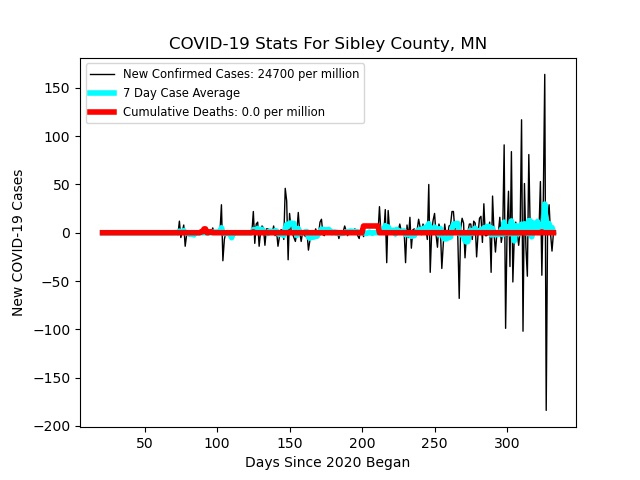 COVID-19 Stats For Sibley County, MN
New Confirmed Cases: 24700 per million
7 Day Case Average
Cumulative Deaths: 0.0 per million
New COVID-19 Cases
150
100
50
0
−50
−100
−150
−200
50 100 150 200 250 300
Days Since 2020 Began